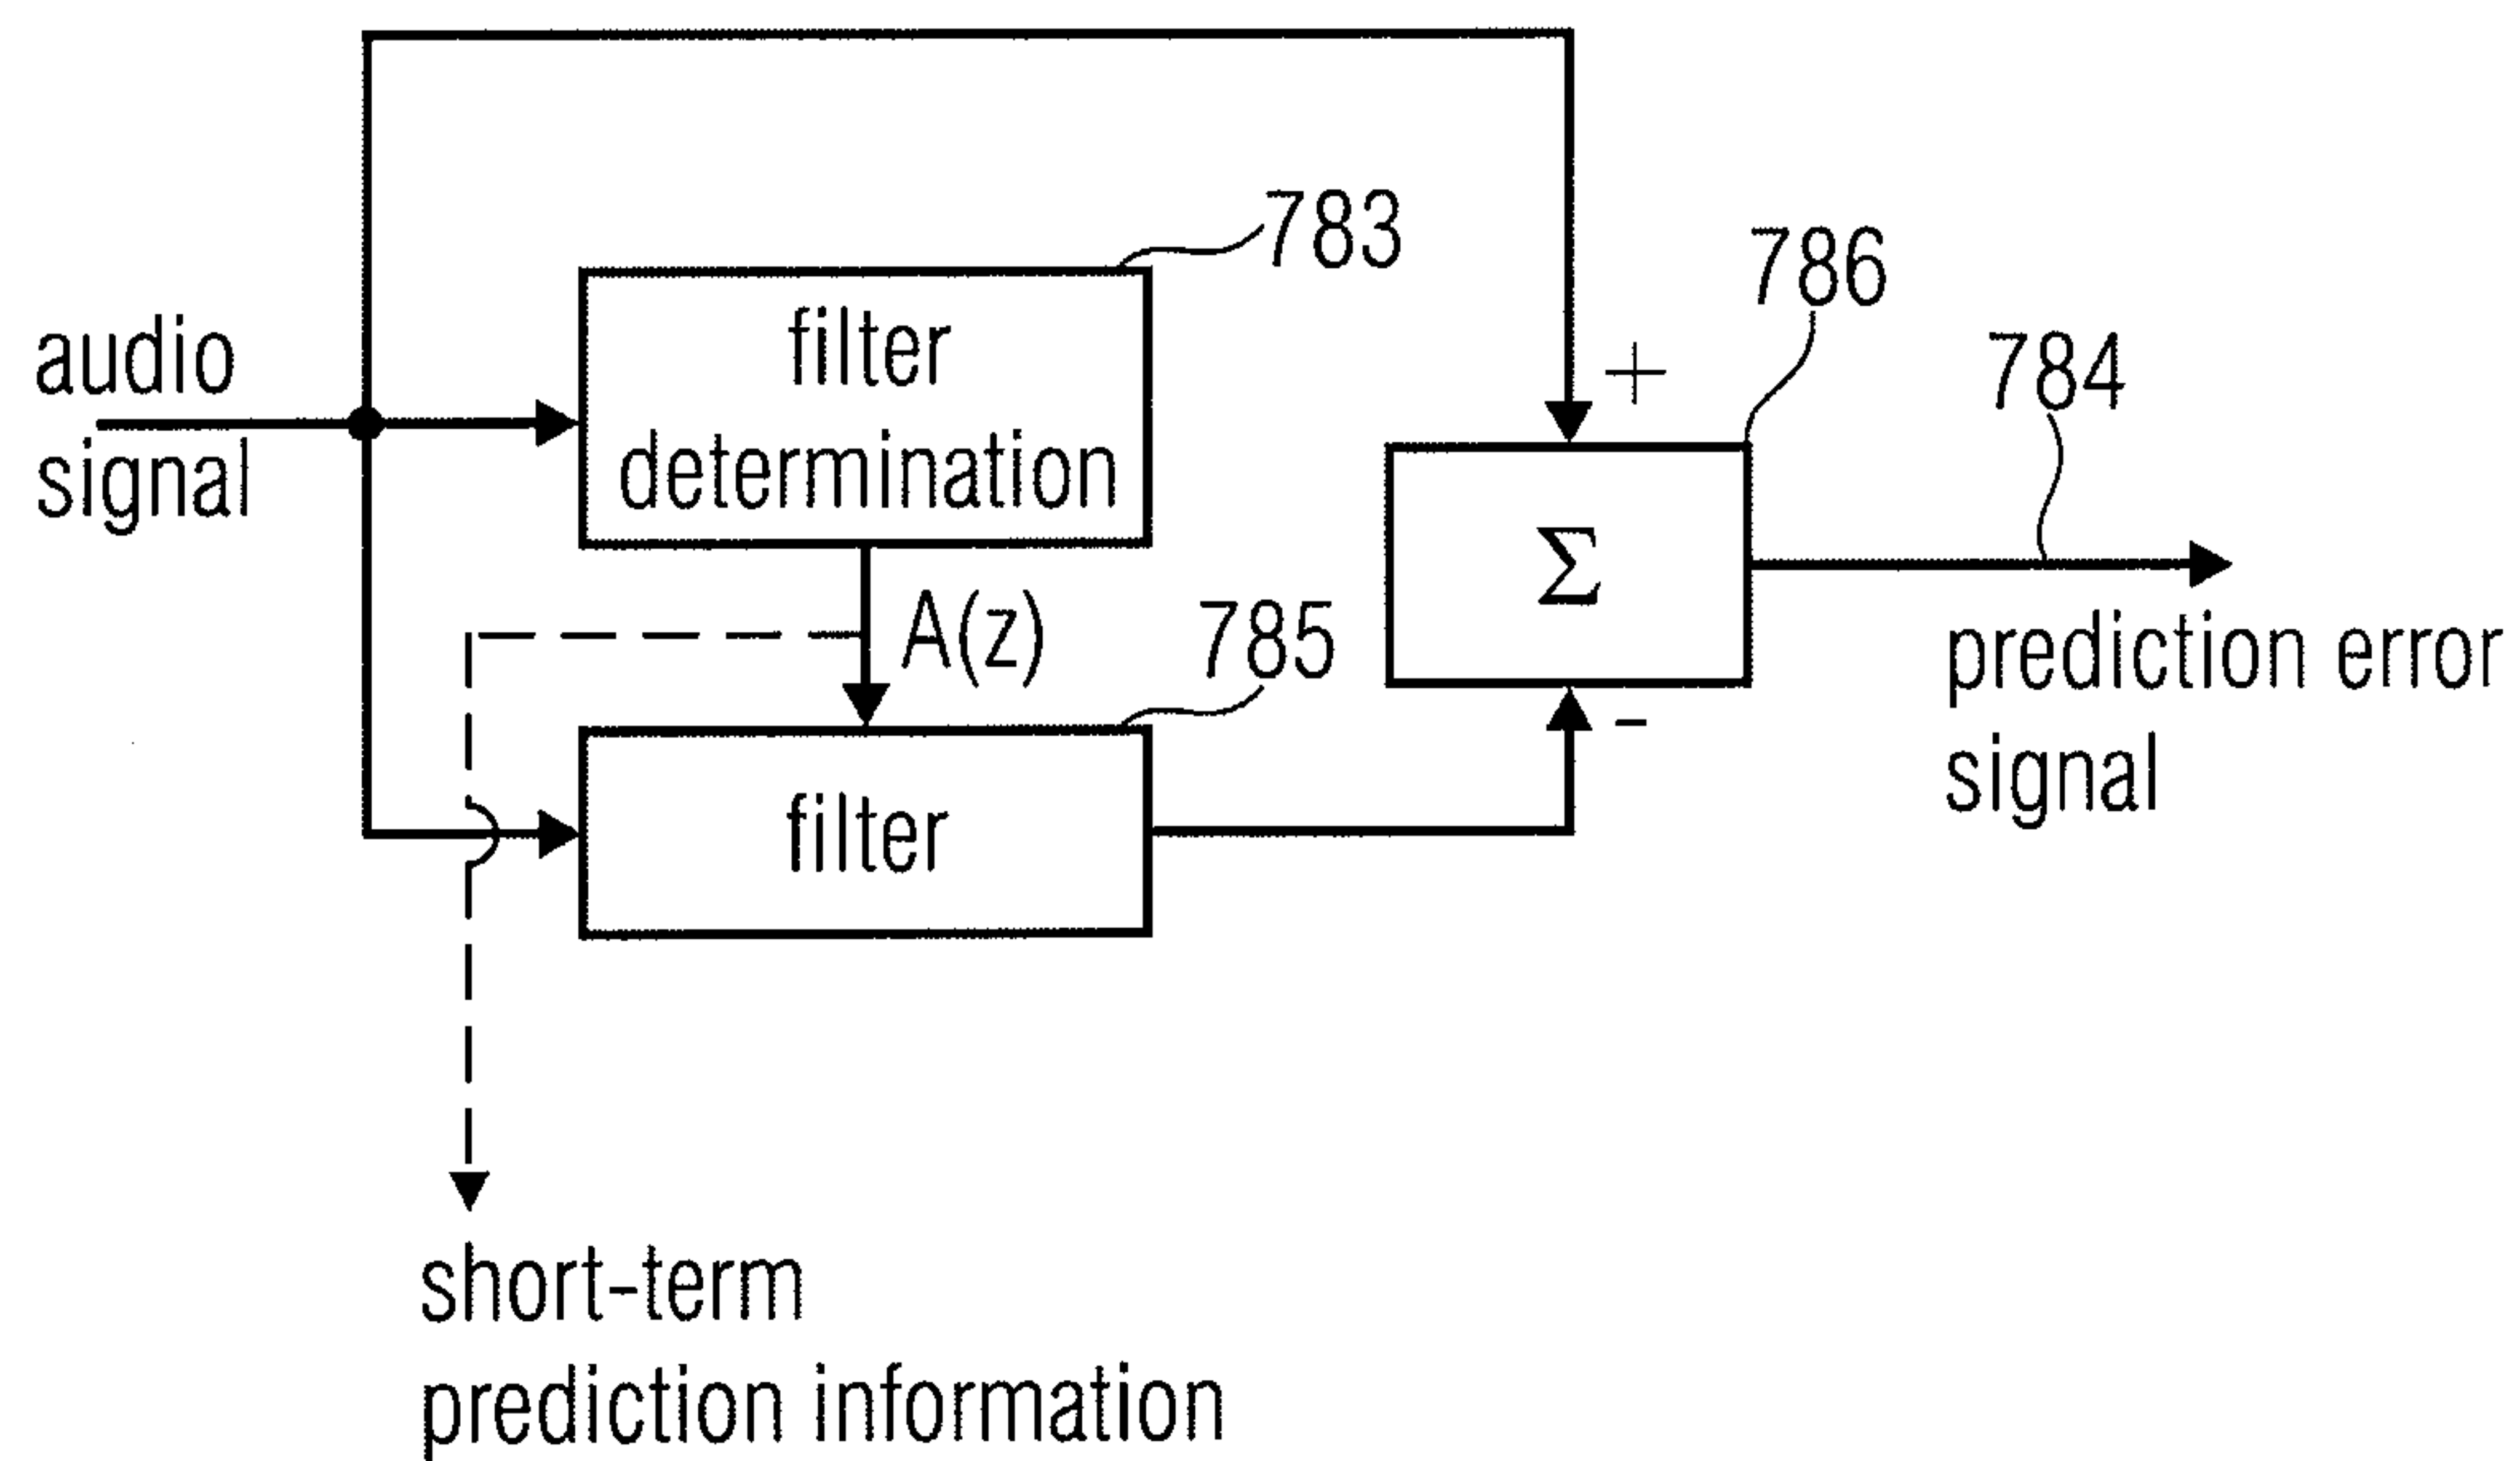 783
786
784
audio
signal
filter
determination
+
Σ
A(z)
785
prediction error
signal
-
filter
short-term
prediction information